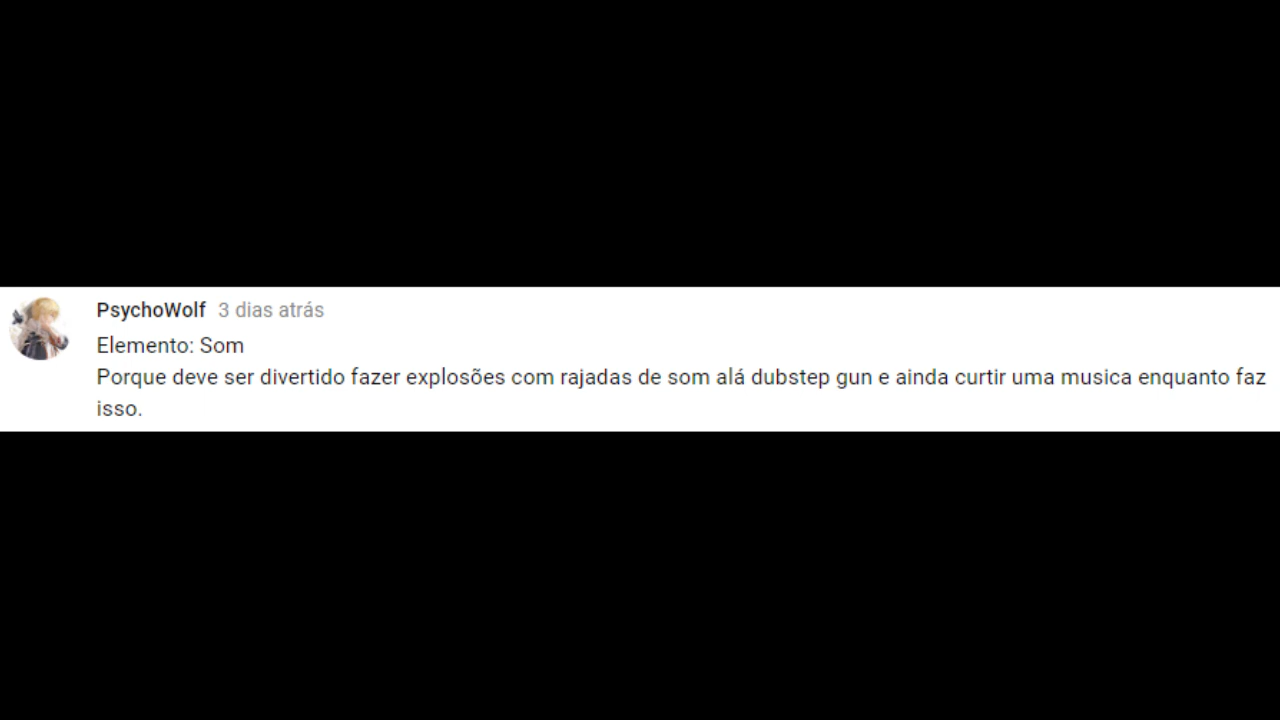 PsychoWolf 3 dias atrás
Elemento: Som
Porque deve ser divertido fazer explosões com rajadas de som alá dubstep gun e ainda curtir uma musica enquanto faz
isso.